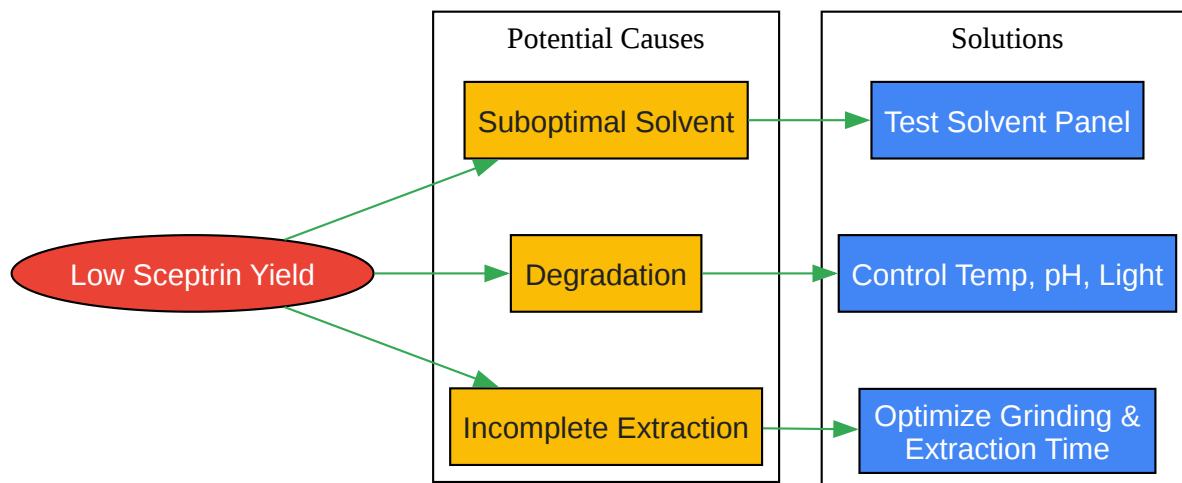 Potential Causes
Solutions
Suboptimal Solvent
Test Solvent Panel
Low Sceptrin Yield
Degradation
Control Temp, pH, Light
Incomplete Extraction
Optimize Grinding &
Extraction Time